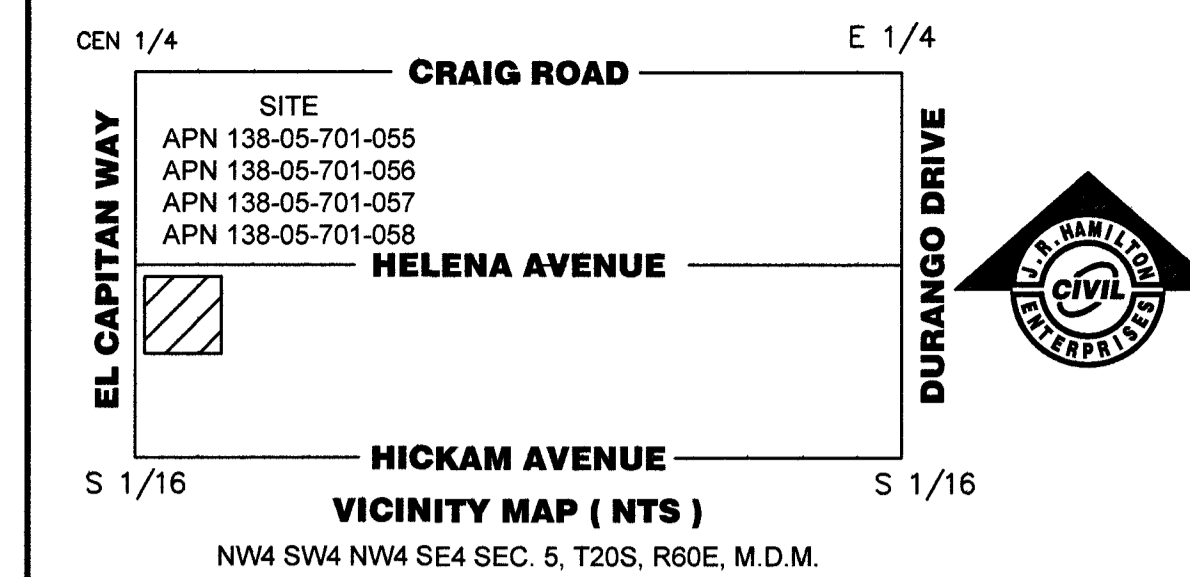 CEN 1/4
E 1/4
CRAIG ROAD
SITE
APN 138-05-701-055
APN 138-05-701-056
APN 138-05-701-057
APN 138-05-701-058
EL CAPITAN WAY
DURANGO DRIVE
HELENA AVENUE
J.R. HAMILTON
CIVIL
ENTERPRISES
HICKAM AVENUE
S 1/16
S 1/16
VICINITY MAP ( NTS )
NW4 SW4 NW4 SE4 SEC. 5, T20S, R60E, M.D.M.